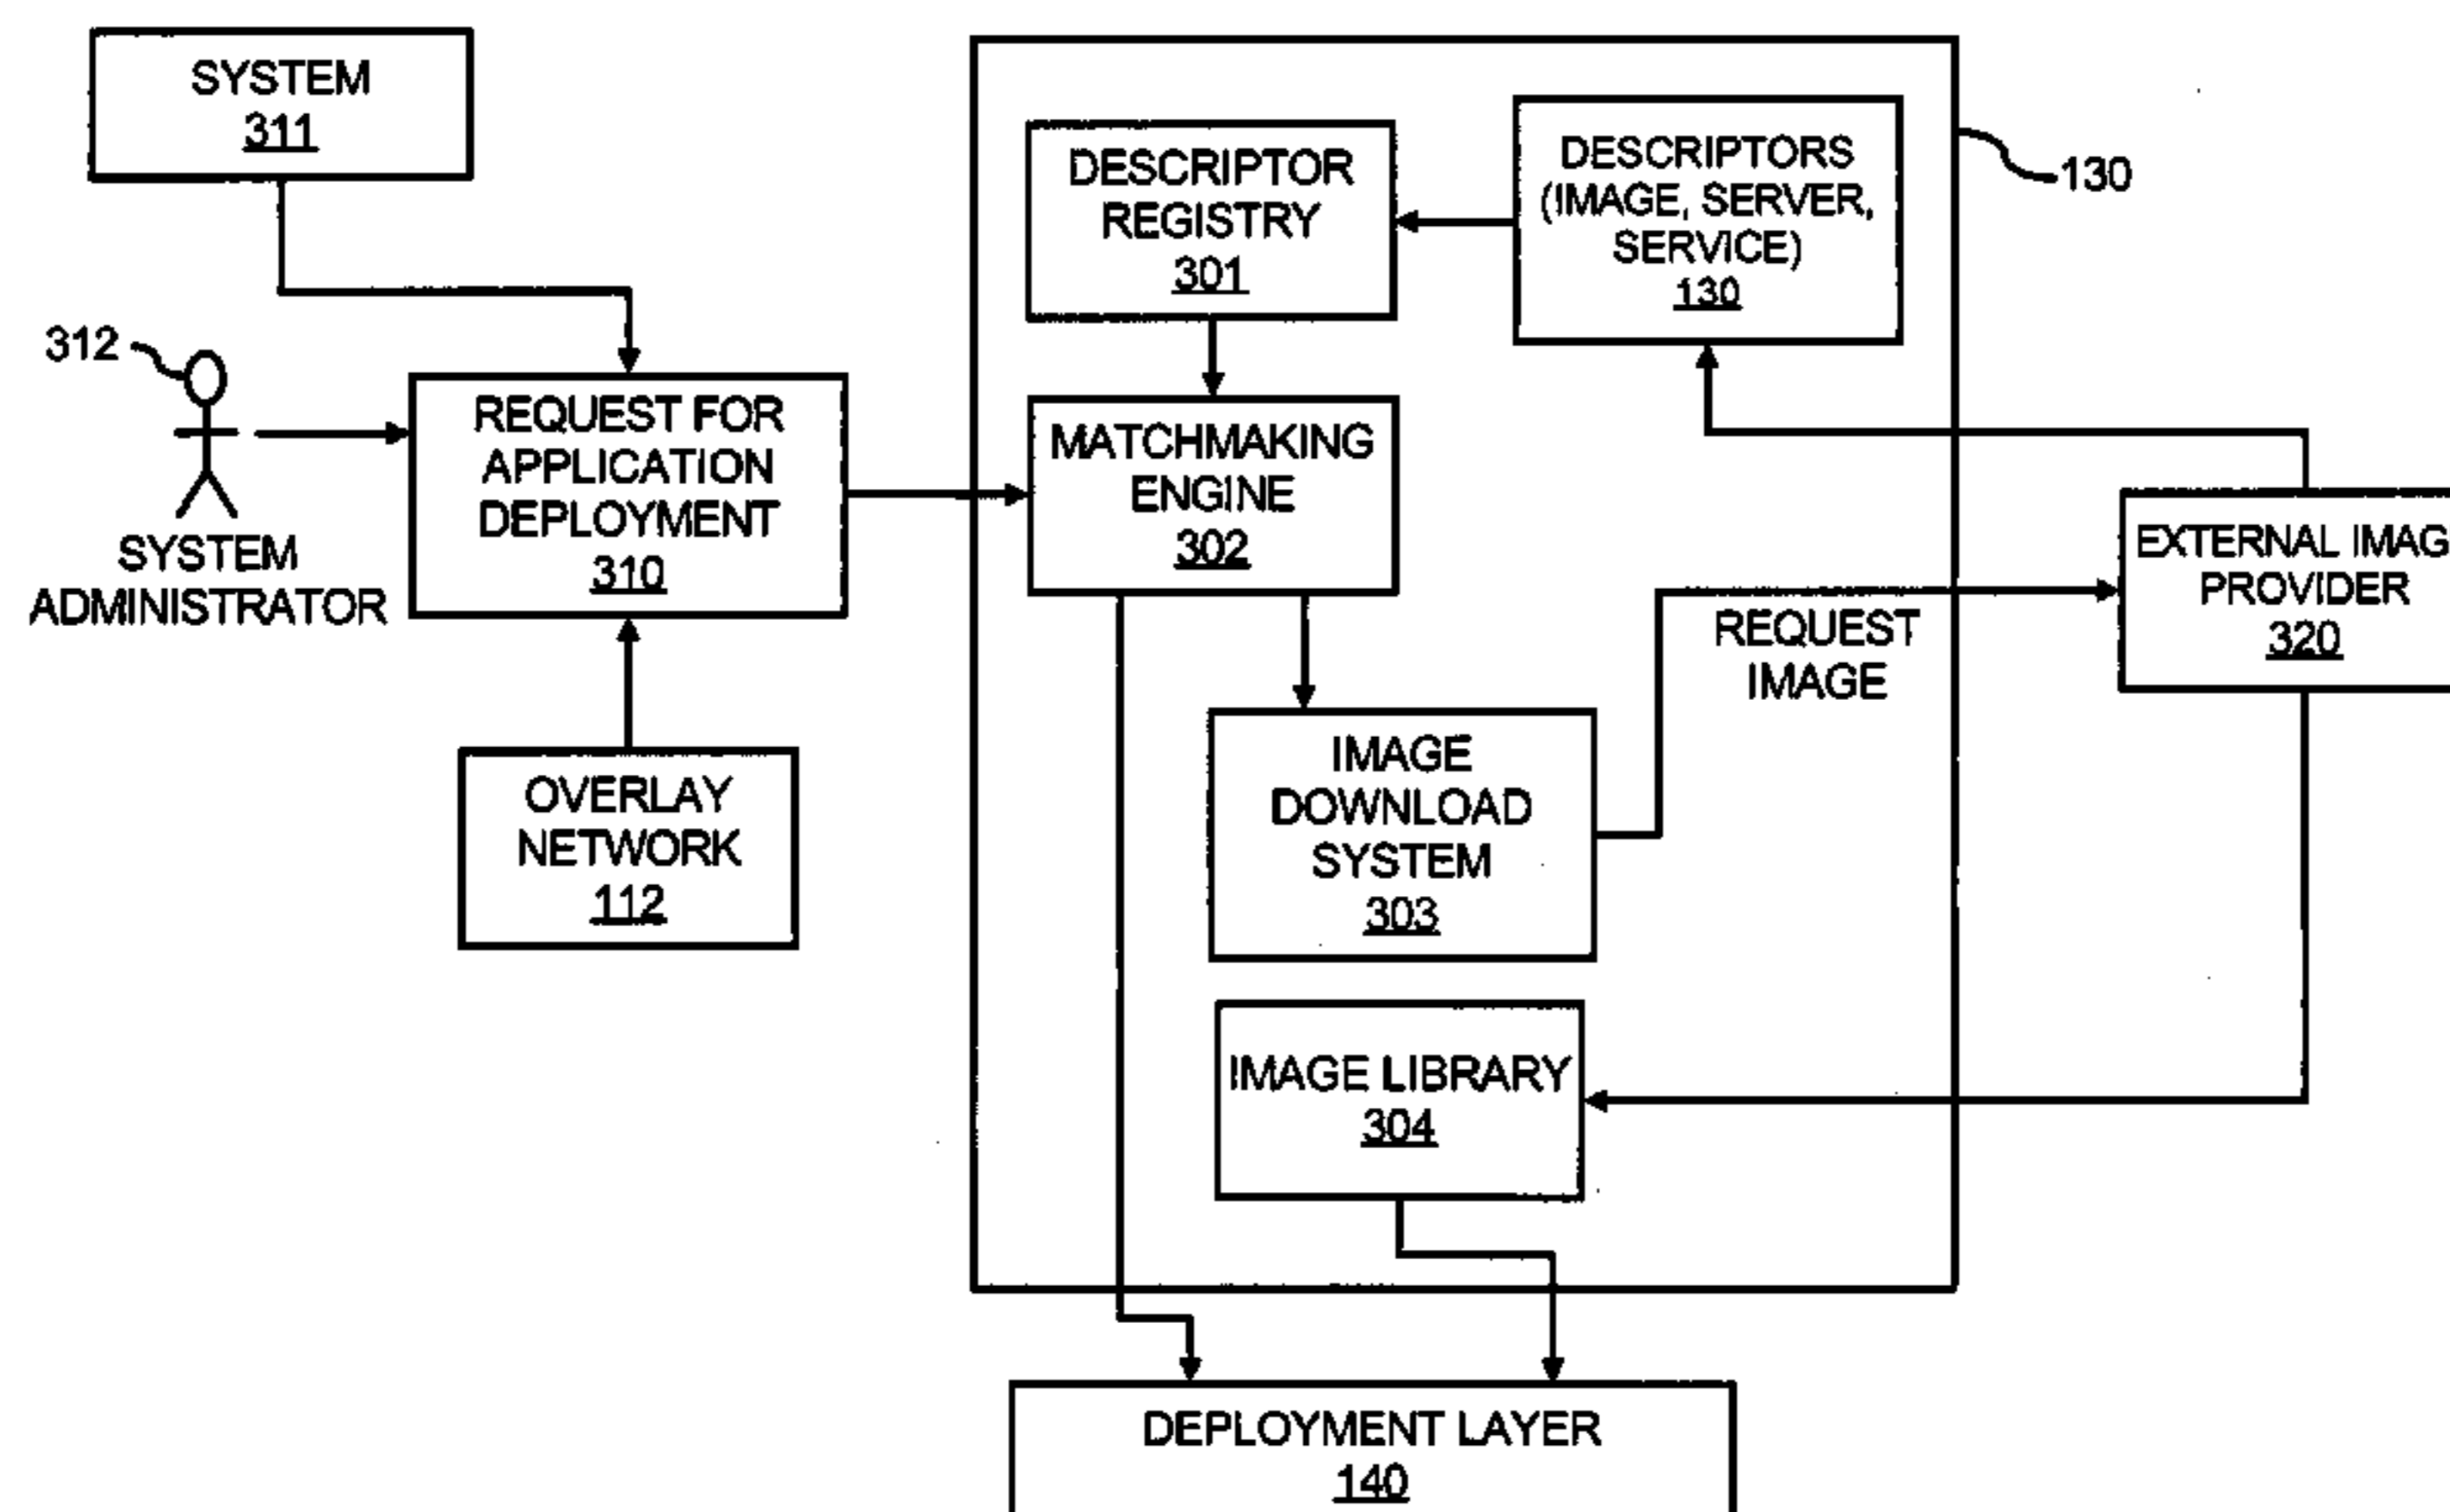 SYSTEM
311
312
SYSTEM
ADMINISTRATOR
REQUEST FOR
APPLICATION
DEPLOYMENT
310
OVERLAY
NETWORK
112
DESCRIPTOR
REGISTRY
301
DESCRIPTORS
(IMAGE, SERVER,
SERVICE)
130
130
MATCHMAKING
ENGINE
302
REQUEST
IMAGE
EXTERNAL IMAG
PROVIDER
320
IMAGE
DOWNLOAD
SYSTEM
303
IMAGE LIBRARY
304
DEPLOYMENT LAYER
140